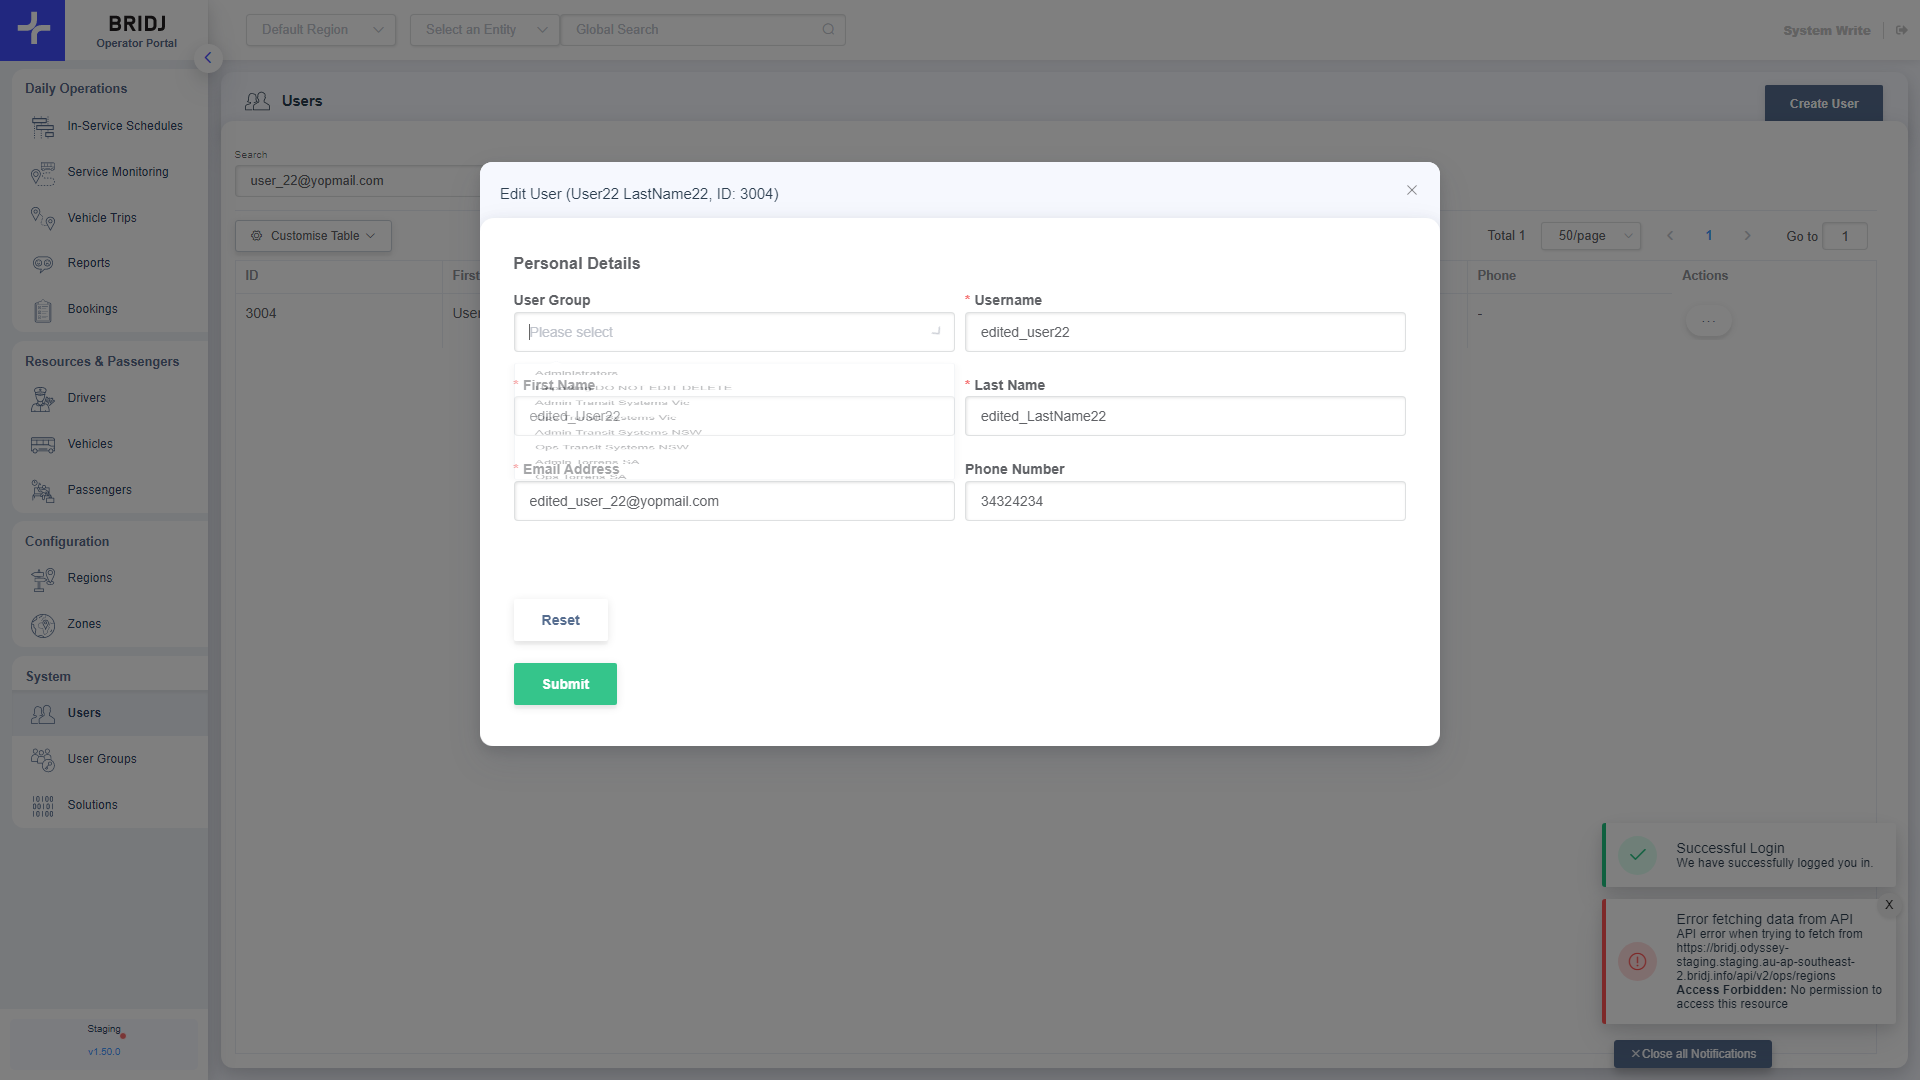 BRIDJ
Operator Portal
Default Region
Select an Entity
Global Search
System Write
Daily Operations
In-Service Schedules
Service Monitoring
Vehicle Trips
Reports
Bookings
Resources & Passengers
Drivers
Vehicles
Passengers
Configuration
Regions
Zones
System
Users
User Groups
Solutions
Staging
v1.50.0
Users
Create User
Search
user_22@yopmail.com
Customise Table
Total 1
50/page
1
Go to
1
ID
First
Phone
Actions
3004
User
-
...
Edit User (User22 LastName22, ID: 3004)
Personal Details
User Group
* Username
Please select
edited_user22
Administrators
DO NOT EDIT DELETE
* First Name
* Last Name
Admin Transit Systems Vic
edited_User22
edited_LastName22
Ops Transit Systems Vic
Admin Transit Systems NSW
Ops Transit Systems NSW
Admin Torrens SA
* Email Address
Phone Number
Ops Torrens SA
edited_user_22@yopmail.com
34324234
Reset
Submit
Successful Login
We have successfully logged you in.
X
Error fetching data from API
API error when trying to fetch from
https://bridj.odyssey-
staging.staging.au-ap-southeast-
2.bridj.info/api/v2/ops/regions
Access Forbidden: No permission to
access this resource
Close all Notifications